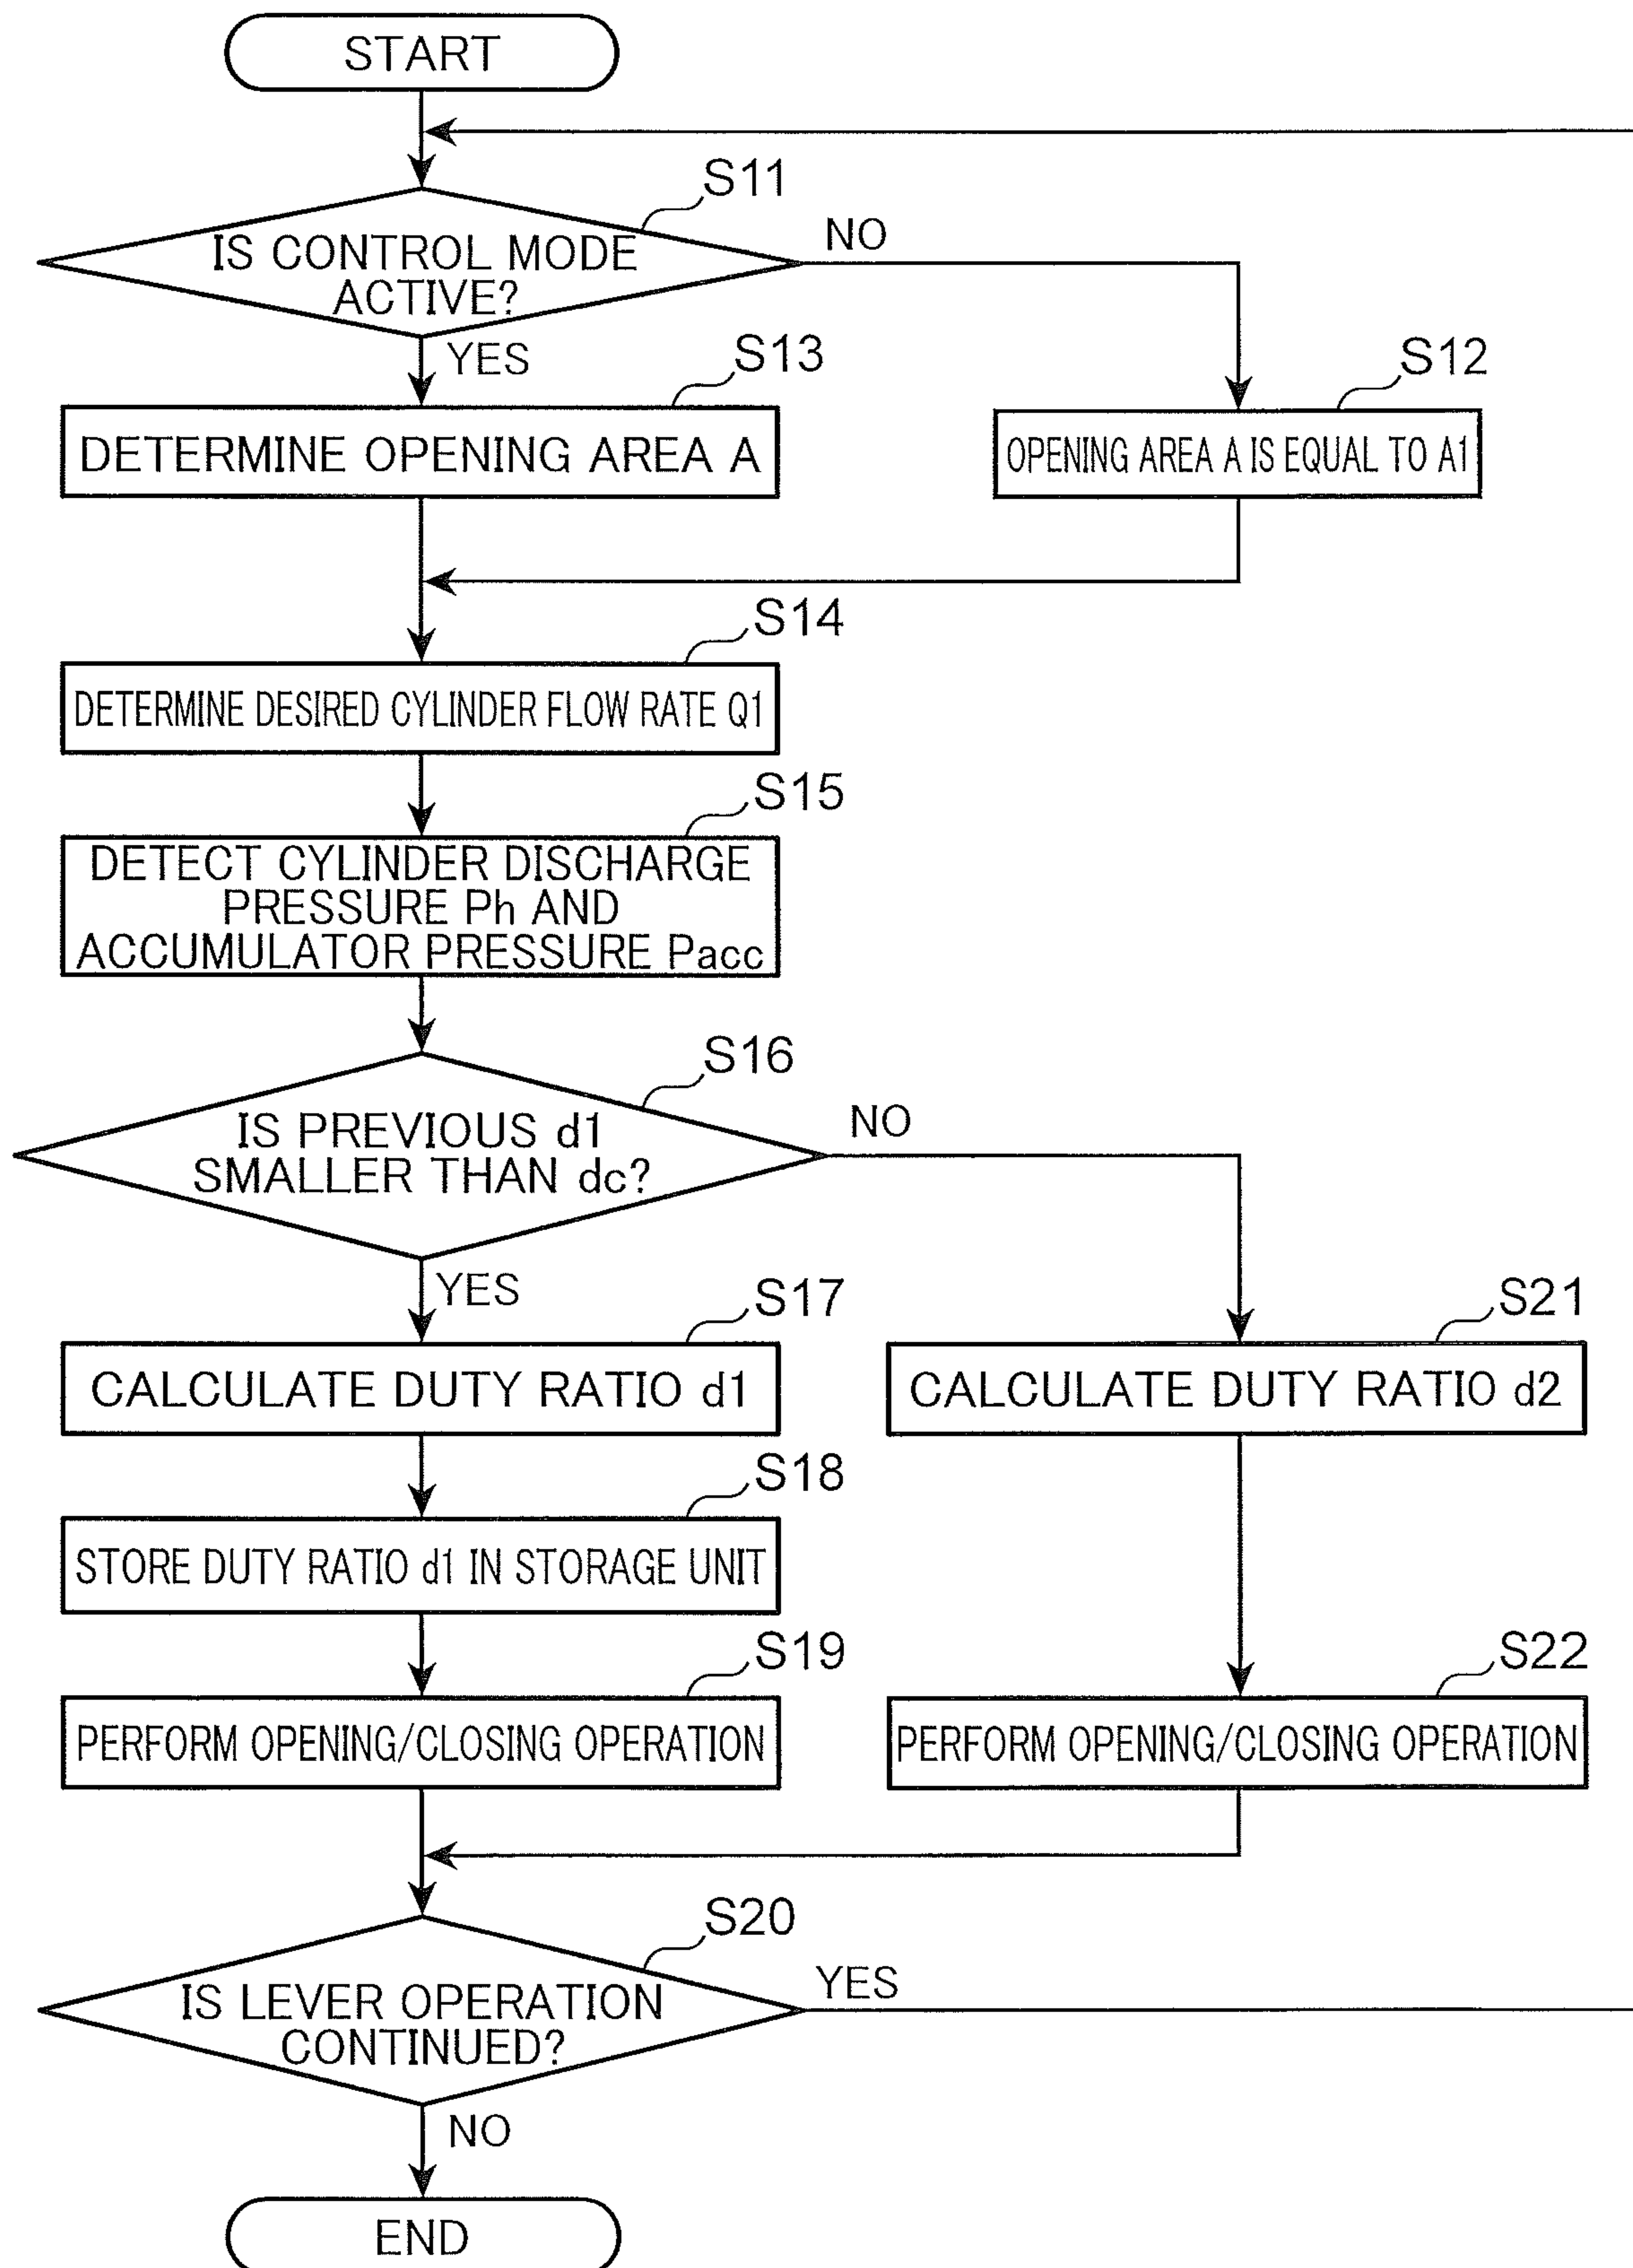 START
S11
IS CONTROL MODE
ACTIVE?
NO
YES
S13
DETERMINE OPENING AREA A
S12
OPENING AREA A IS EQUAL TO A1
S14
DETERMINE DESIRED CYLINDER FLOW RATE Q1
S15
DETECT CYLINDER DISCHARGE
PRESSURE Ph AND
ACCUMULATOR PRESSURE Pacc
S16
IS PREVIOUS d1
SMALLER THAN dc?
NO
YES
S17
CALCULATE DUTY RATIO d1
S21
CALCULATE DUTY RATIO d2
S18
STORE DUTY RATIO d1 IN STORAGE UNIT
S19
PERFORM OPENING/CLOSING OPERATION
S22
PERFORM OPENING/CLOSING OPERATION
S20
IS LEVER OPERATION
CONTINUED?
YES
NO
END